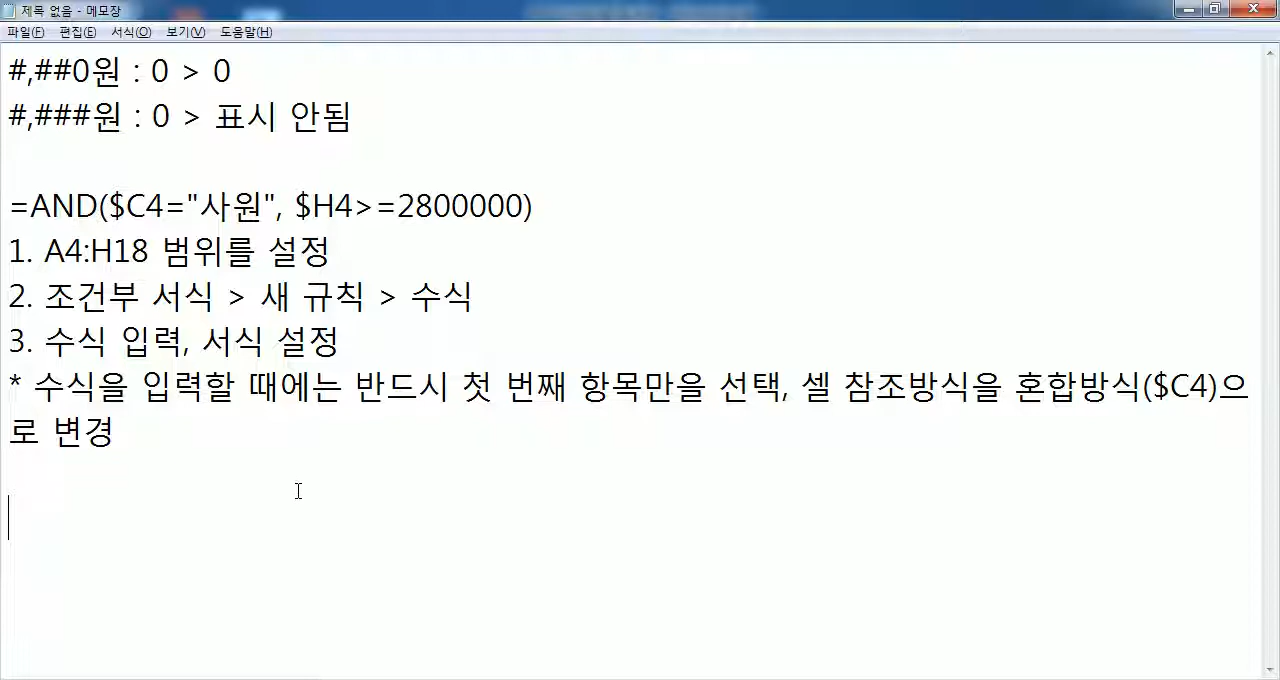 제목 없음 - 메모장
파일(F) 편집(E) 서식(O) 보기(V) 도움말(H)
#,##0원 : 0 > 0
#,###원 : 0 > 표시 안됨
=AND($C4="사원", $H4>=2800000)
1. A4:H18 범위를 설정
2. 조건부 서식 > 새 규칙 > 수식
3. 수식 입력, 서식 설정
* 수식을 입력할 때에는 반드시 첫 번째 항목만을 선택, 셀 참조방식을 혼합방식($C4)으
로 변경